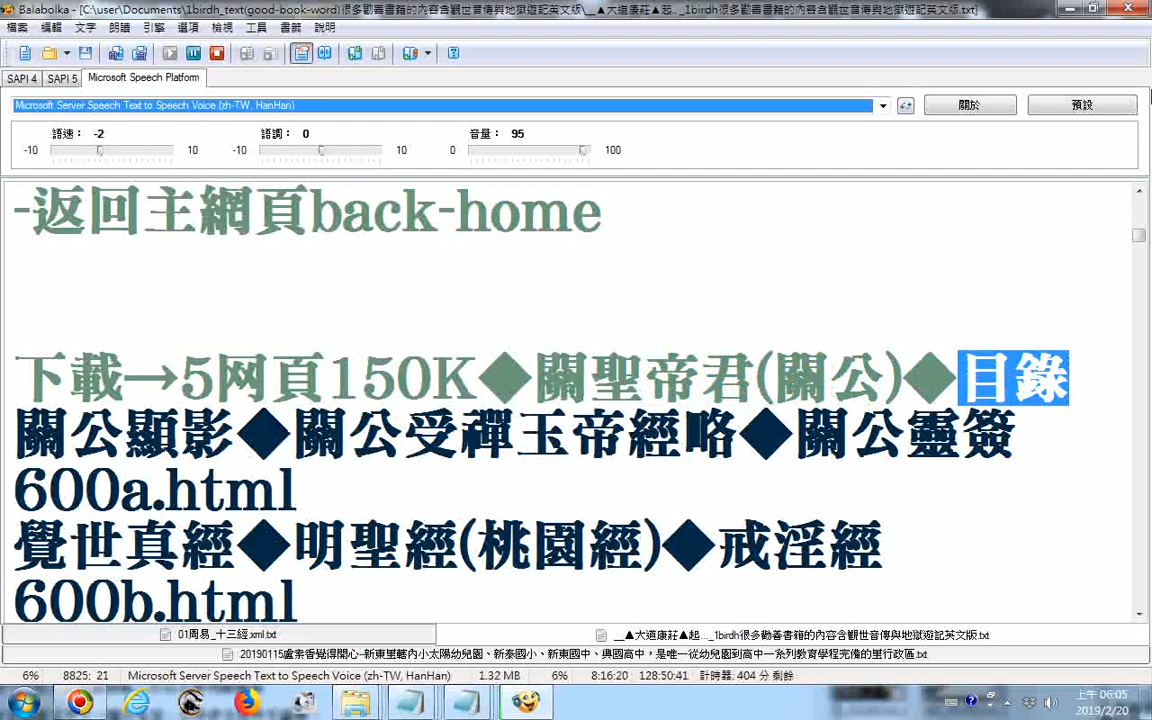 Balabolka - [C:\user\Documents\1birdh_text(good-book-word)很多勸善書籍的內容含觀世音傳與地獄遊記英文版\__▲大道康莊▲起..._1birdh很多勸善書籍的內容含觀世音傳與地獄遊記英文版.txt]
檔案 編輯 文字 朗讀 引擎 選項 檢視 工具 書籤 說明
SAPI 4 SAPI 5 Microsoft Speech Platform
Microsoft Server Speech Text to Speech Voice (zh-TW, HanHan) 關於 預設
語速： -2 語調： 0 音量： 95
-10 10 -10 10 0 100
-返回主網頁back-home
下載→5网頁150K◆關聖帝君(關公)◆目錄
關公顯影◆關公受禪玉帝經略◆關公靈簽
600a.html
覺世真經◆明聖經(桃園經)◆戒淫經
600b.html
01周易_十三經.xml.txt __▲大道康莊▲起..._1birdh很多勸善書籍的內容含觀世音傳與地獄遊記英文版.txt
20190115盧素香覺得開心-新東里轄內小太陽幼兒園、新泰國小、新東國中、興國高中，是唯一從幼兒園到高中一系列教育學程完備的里行政區.txt
6% 8825: 21 Microsoft Server Speech Text to Speech Voice (zh-TW, HanHan) 1.32 MB 6% 8:16:20 128:50:41 計時器: 404 分 剩餘
上午 06:05
2019/2/20